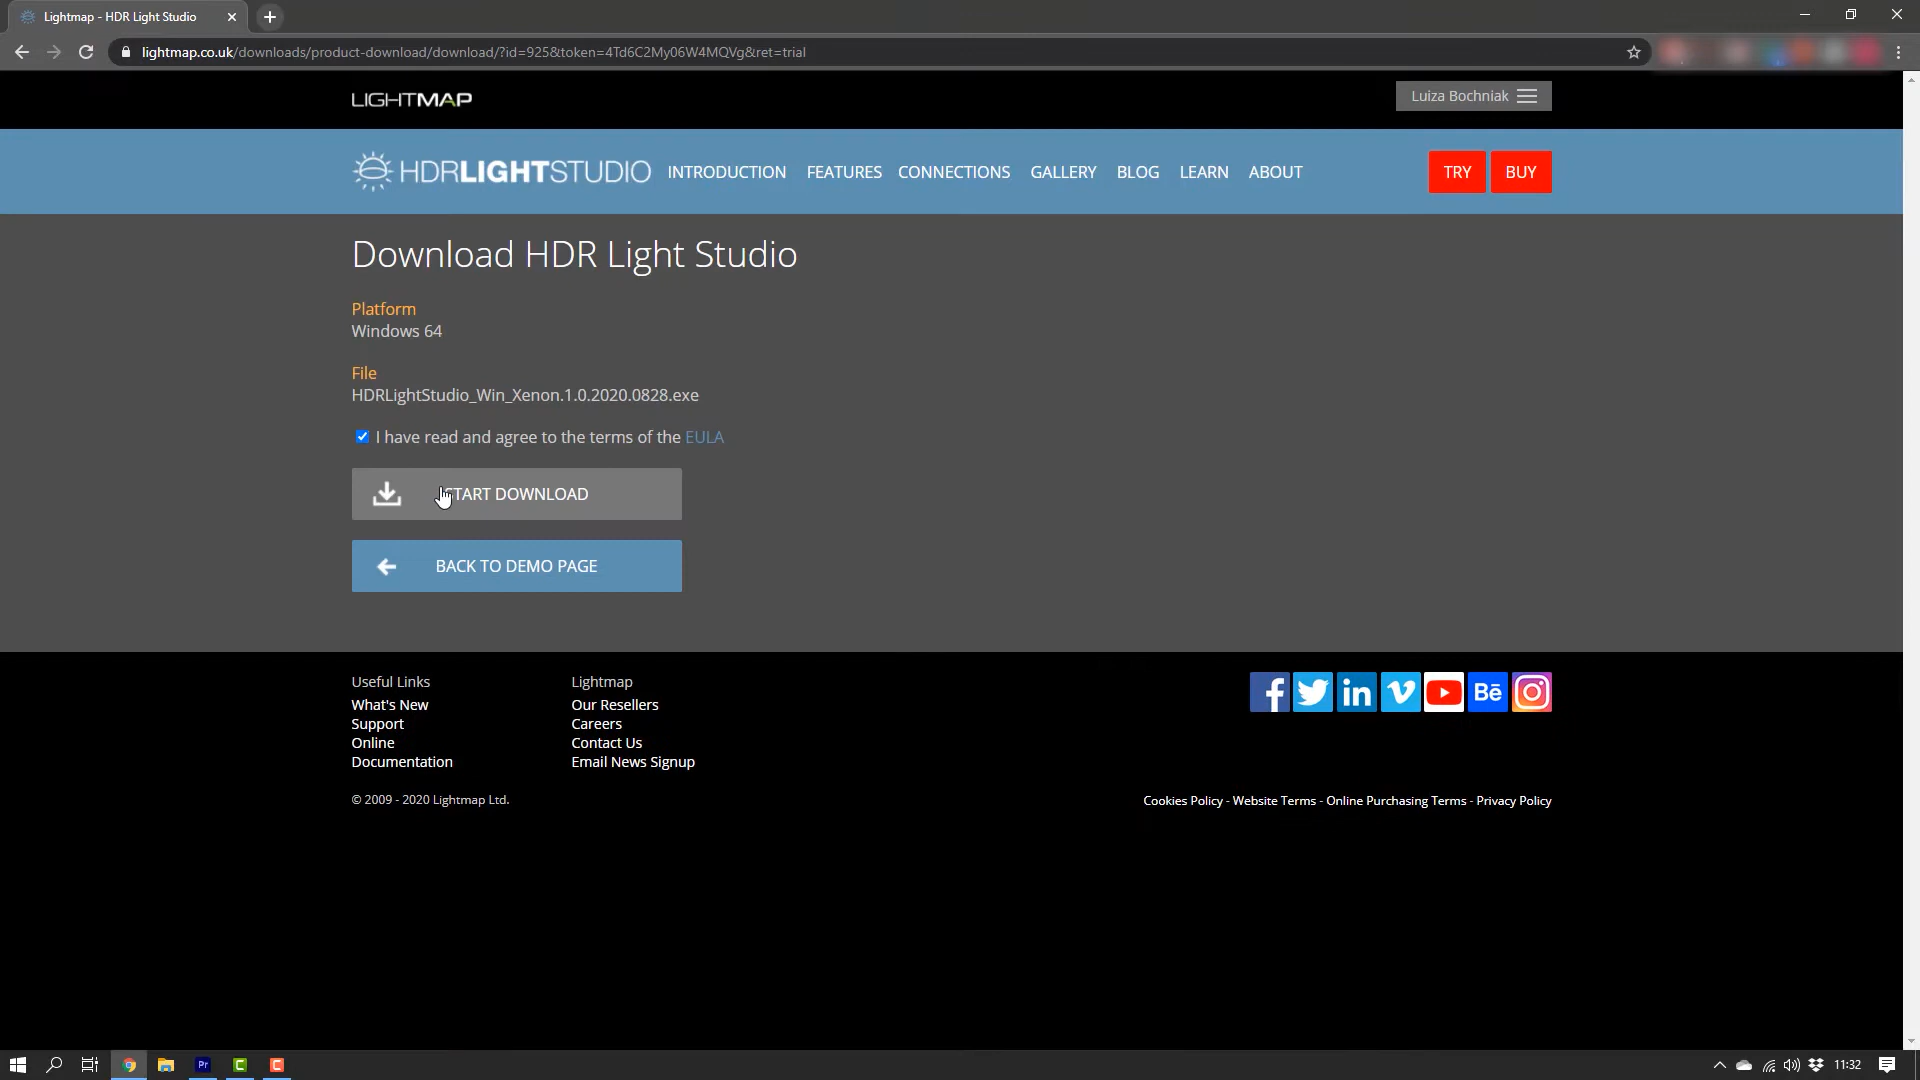 Lightmap - HDR Light Studio
lightmap.co.uk/downloads/product-download/download/?id=925&token=4Td6C2My06W4MQVg&ret=trial
LIGHTMAP
Luiza Bochniak
HDRLIGHTSTUDIO INTRODUCTION FEATURES CONNECTIONS GALLERY BLOG LEARN ABOUT TRY BUY
Download HDR Light Studio
Platform
Windows 64
File
HDRLightStudio_Win_Xenon.1.0.2020.0828.exe
I have read and agree to the terms of the EULA
START DOWNLOAD
BACK TO DEMO PAGE
Useful Links
What's New
Support
Online
Documentation
Lightmap
Our Resellers
Careers
Contact Us
Email News Signup
f in Bē
© 2009 - 2020 Lightmap Ltd.
Cookies Policy - Website Terms - Online Purchasing Terms - Privacy Policy
Pr C C
11:32